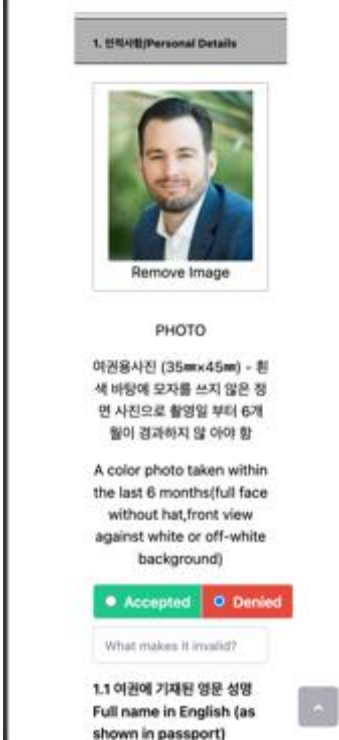 1. 인적사항/Personal Details
Remove Image
PHOTO
여권용사진 (35㎜×45㎜) - 흰
색 바탕에 모자를 쓰지 않은 정
면 사진으로 촬영일 부터 6개
월이 경과하지 않 아야 함
A color photo taken within
the last 6 months(full face
without hat,front view
against white or off-white
background)
Accepted Denied
What makes it invalid?
1.1 여권에 기재된 영문 성명
Full name in English (as
shown in passport)